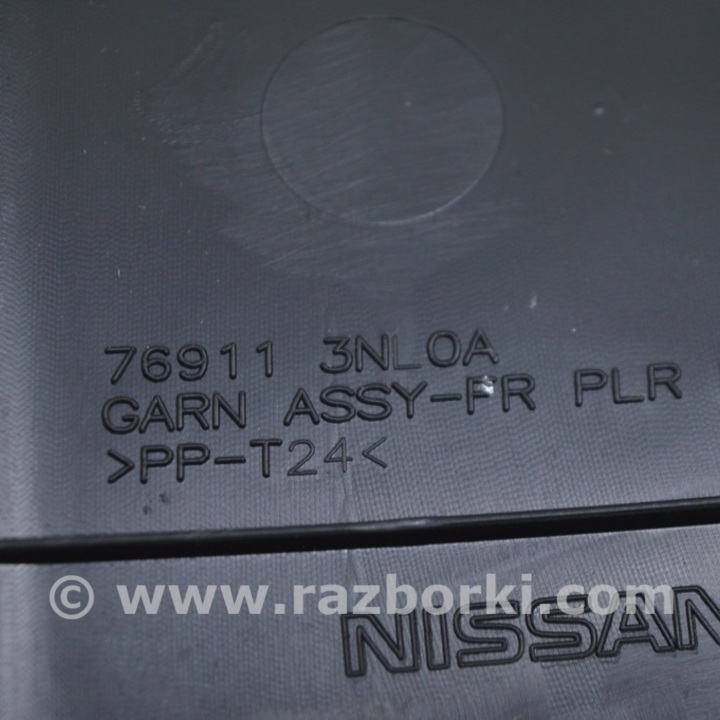 76911 3NL0A
GARN ASSY-FR PLR
>PP-T24<
© www.razborki.com
NISSAN